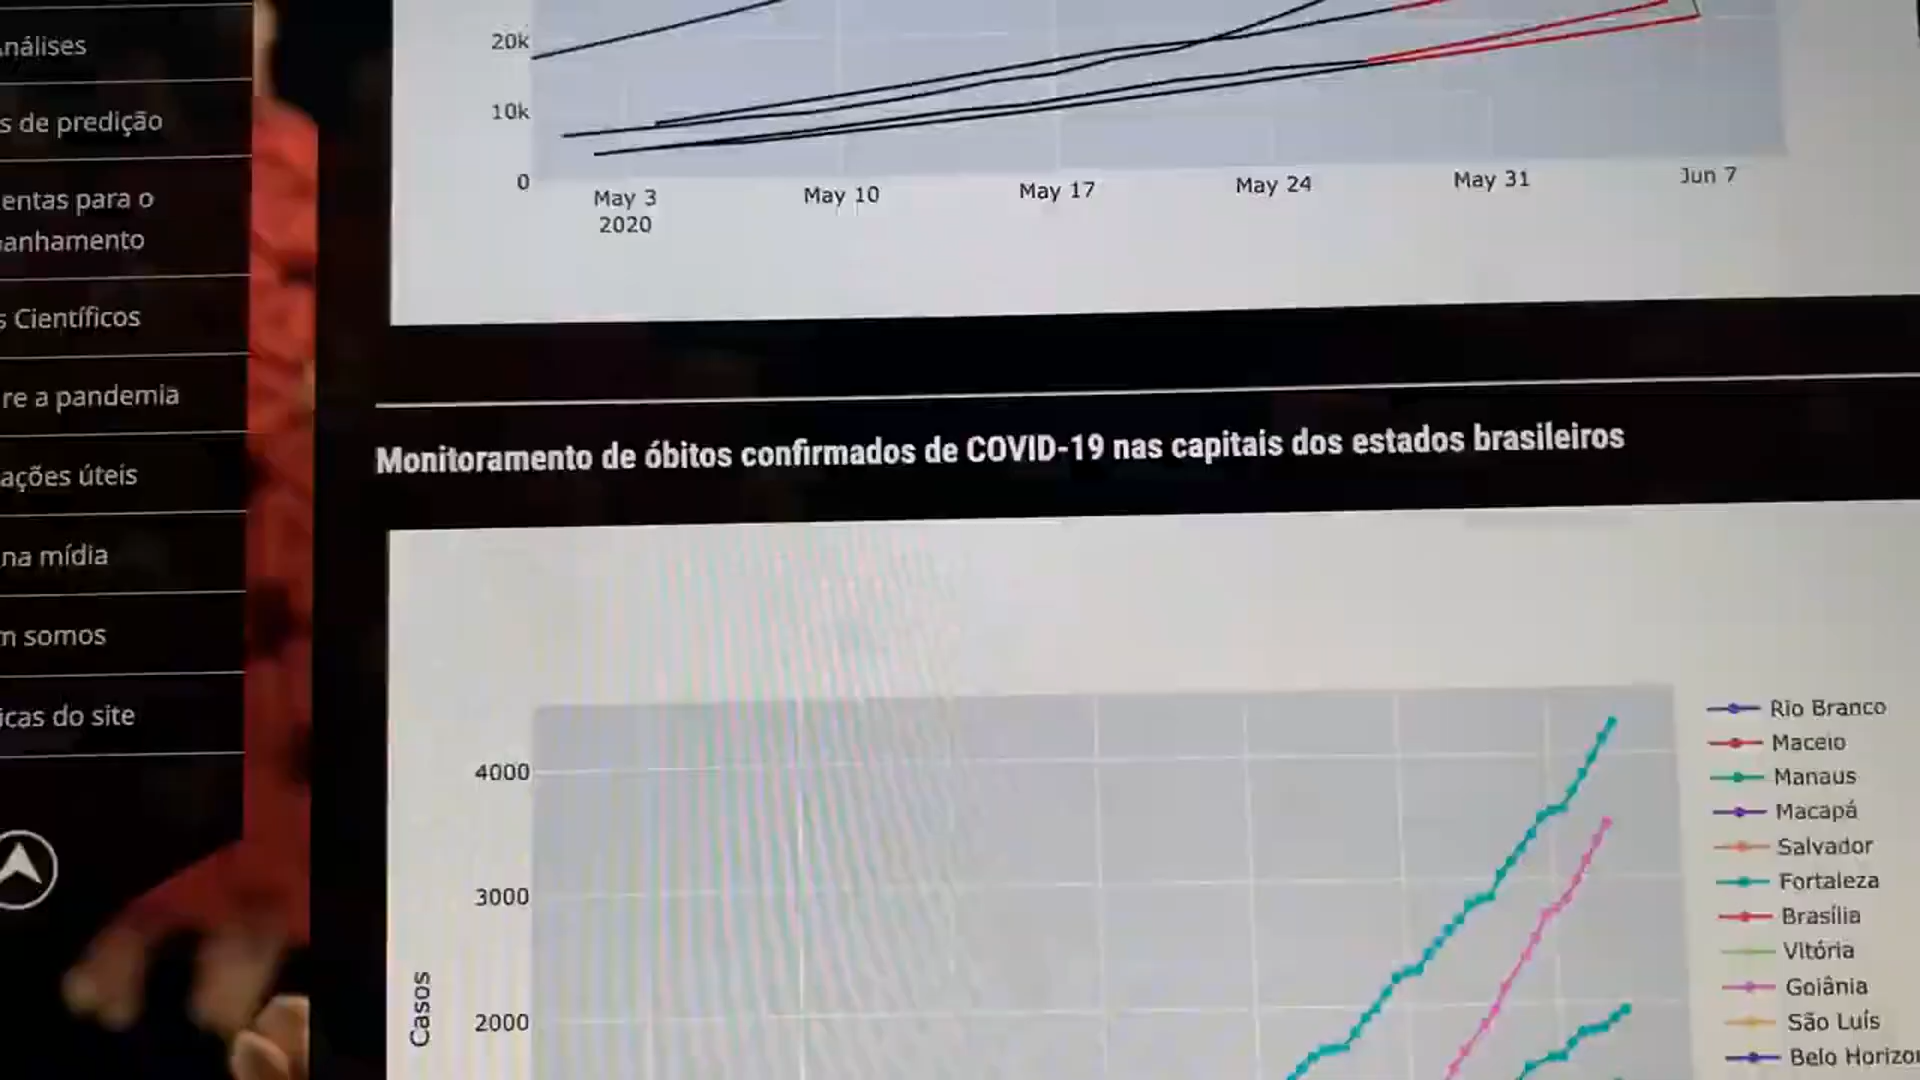 nálises
s de predição
entas para o
anhamento
s Científicos
re a pandemia
ações úteis
na mídia
m somos
icas do site
20k
10k
0
May 3
2020
May 10
May 17
May 24
May 31
Jun 7
Monitoramento de óbitos confirmados de COVID-19 nas capitais dos estados brasileiros
4000
3000
2000
Casos
Rio Branco
Maceio
Manaus
Macapá
Salvador
Fortaleza
Brasília
Vitória
Goiânia
São Luís
Belo Horizo